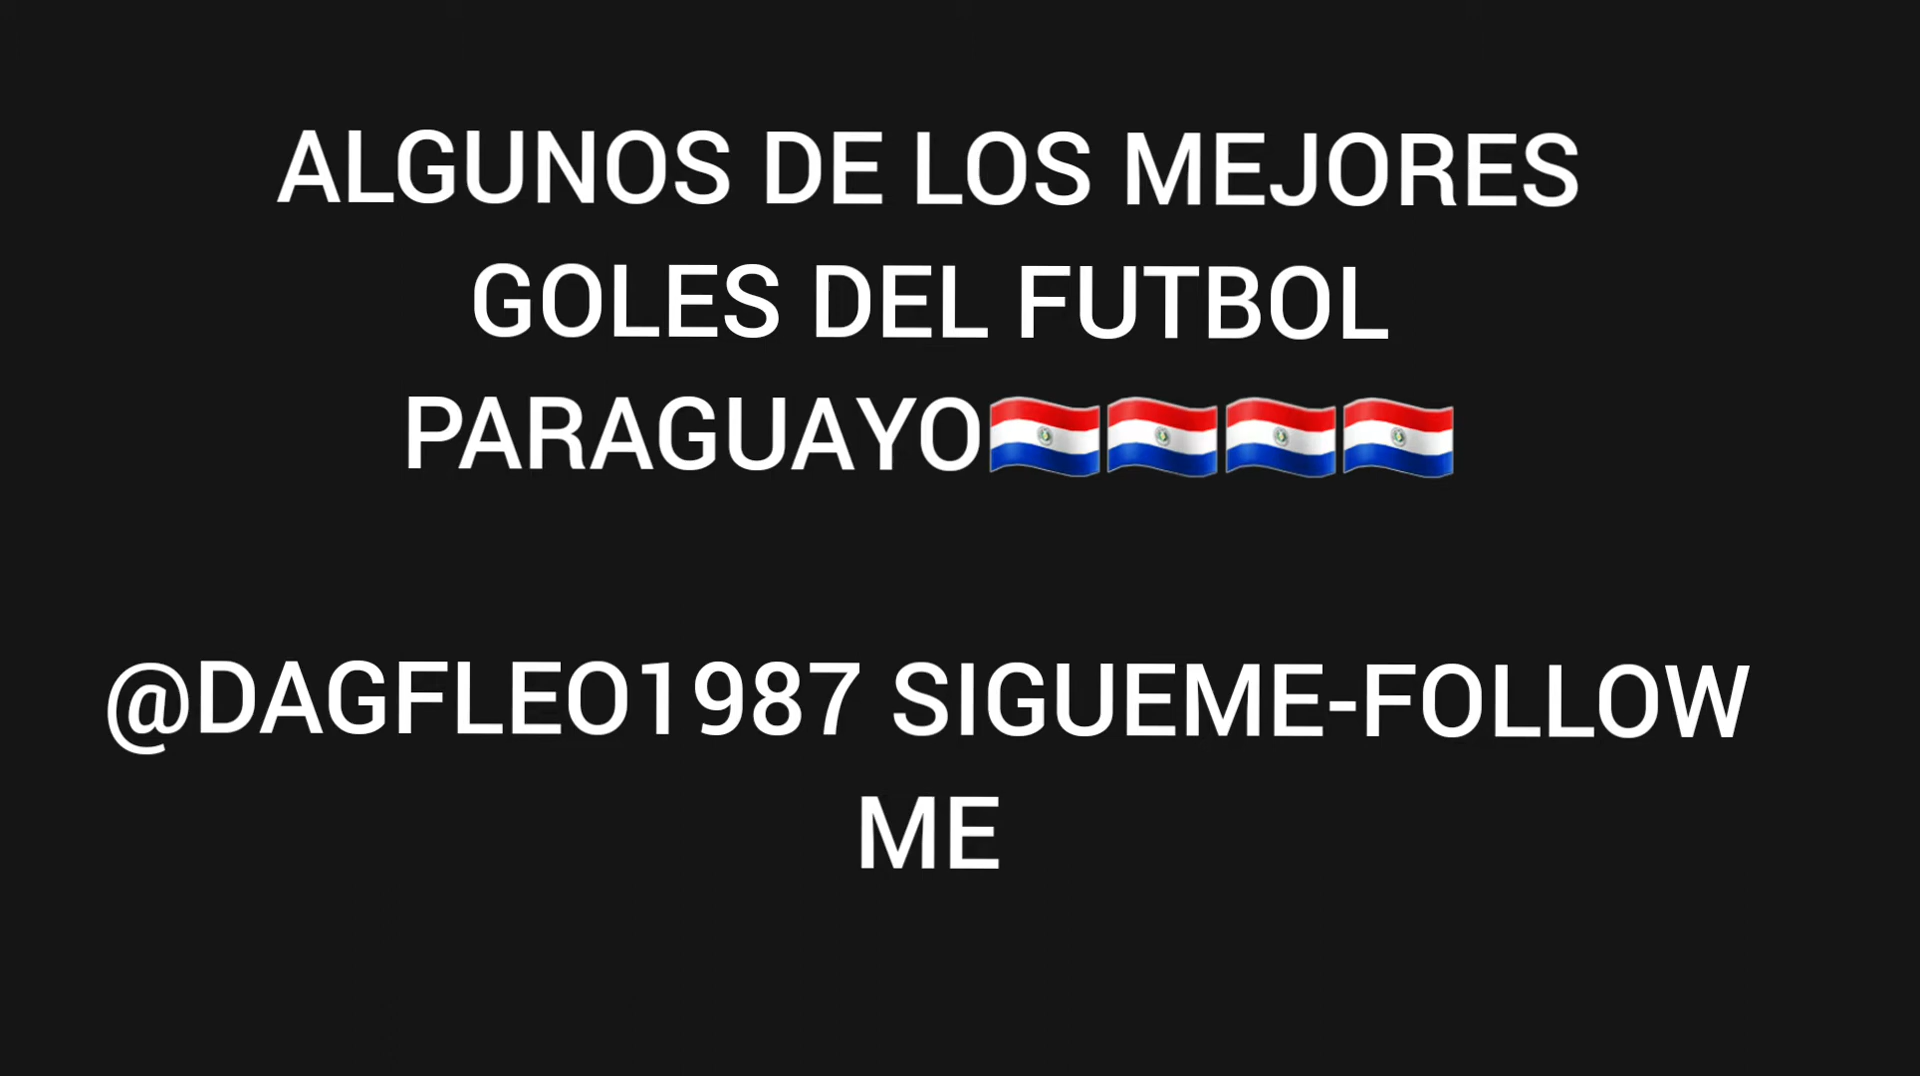 ALGUNOS DE LOS MEJORES
GOLES DEL FUTBOL
PARAGUAYO🇵🇾🇵🇾🇵🇾🇵🇾
@DAGFLEO1987 SIGUEME-FOLLOW
ME